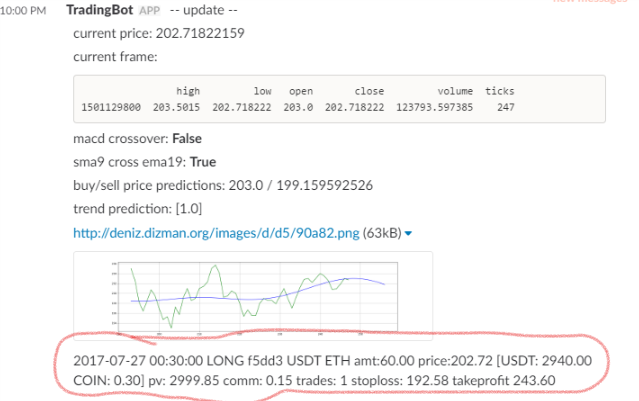 new messages
10:00 PM TradingBot APP -- update --
current price: 202.71822159
current frame:
high low open close volume ticks
1501129800 203.5015 202.718222 203.0 202.718222 123793.597385 247
macd crossover: False
sma9 cross ema19: True
buy/sell price predictions: 203.0 / 199.159592526
trend prediction: [1.0]
http://deniz.dizman.org/images/d/d5/90a82.png (63kB)
2017-07-27 00:30:00 LONG f5dd3 USDT ETH amt:60.00 price:202.72 [USDT: 2940.00
COIN: 0.30] pv: 2999.85 comm: 0.15 trades: 1 stoploss: 192.58 takeprofit 243.60